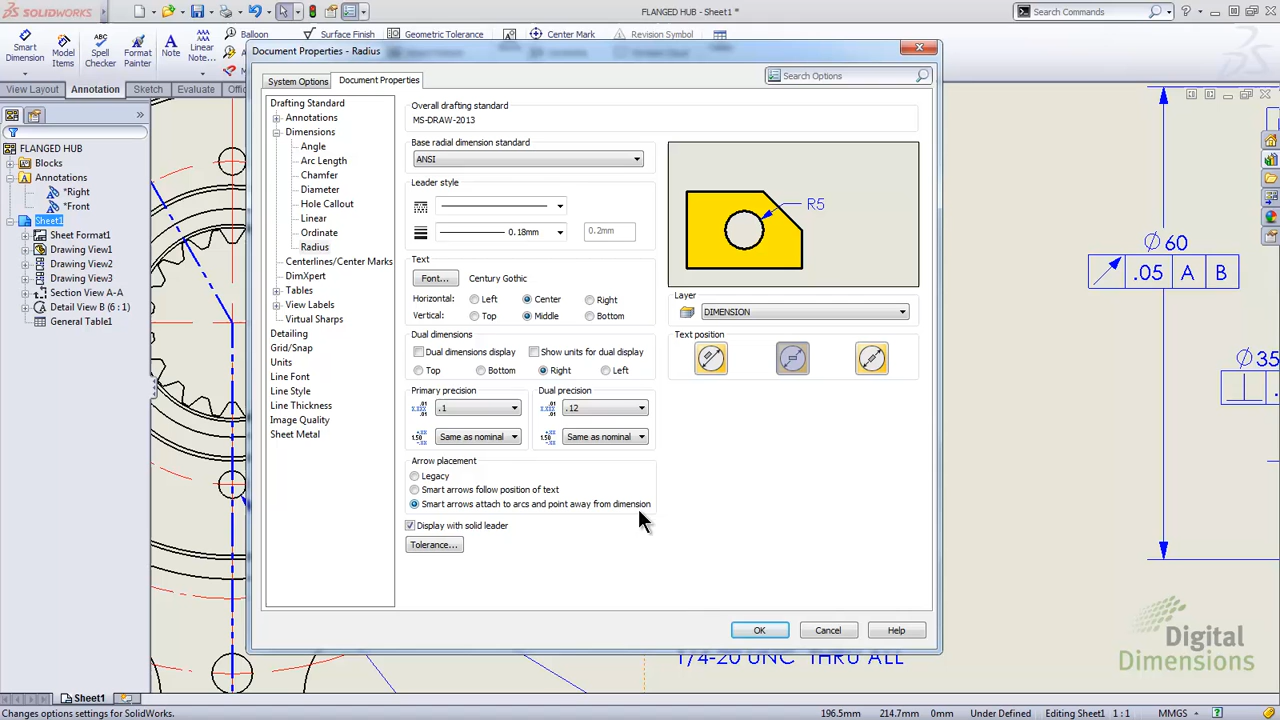 SOLIDWORKS
FLANGED HUB - Sheet1 *
Search Commands
Smart Dimension
Model Items
Spell Checker
Format Painter
Note
Linear Note...
Balloon
Surface Finish
Geometric Tolerance
Center Mark
Revision Symbol
View Layout
Annotation
Sketch
Evaluate
FLANGED HUB
Blocks
Annotations
*Right
*Front
Sheet1
Sheet Format1
Drawing View1
Drawing View2
Drawing View3
Section View A-A
Detail View B (6 : 1)
General Table1
Document Properties - Radius
System Options
Document Properties
Search Options
Drafting Standard
Annotations
Dimensions
Angle
Arc Length
Chamfer
Diameter
Hole Callout
Linear
Ordinate
Radius
Centerlines/Center Marks
DimXpert
Tables
View Labels
Virtual Sharps
Detailing
Grid/Snap
Units
Line Font
Line Style
Line Thickness
Image Quality
Sheet Metal
Overall drafting standard
MS-DRAW-2013
Base radial dimension standard
ANSI
Leader style
0.18mm
0.2mm
Text
Font...
Century Gothic
Horizontal:
Left
Center
Right
Vertical:
Top
Middle
Bottom
Dual dimensions
Dual dimensions display
Show units for dual display
Top
Bottom
Right
Left
Primary precision
.1
Same as nominal
Dual precision
.12
Same as nominal
Arrow placement
Legacy
Smart arrows follow position of text
Smart arrows attach to arcs and point away from dimension
Display with solid leader
Tolerance...
R5
Layer
DIMENSION
Text position
OK
Cancel
Help
Ø60
.05 A B
Ø35
1/4-20 UNC THRU ALL
Digital
Dimensions
Sheet1
Changes options settings for SolidWorks
196.5mm
214.7mm
0mm
Under Defined
Editing Sheet1
1 : 1
MMGS